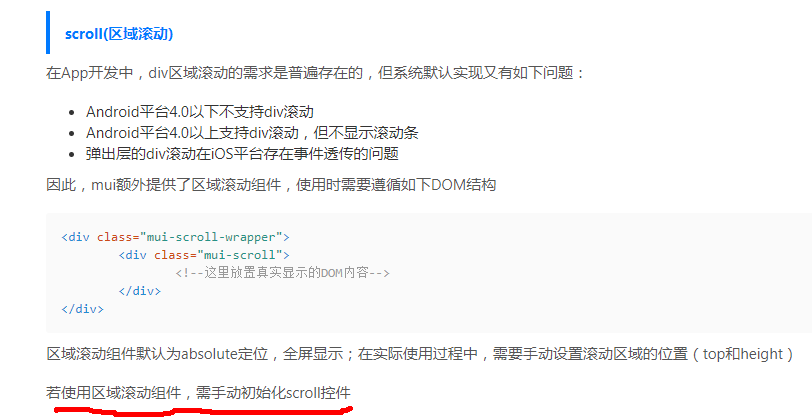 scroll(区域滚动)
在App开发中，div区域滚动的需求是普遍存在的，但系统默认实现又有如下问题：
Android平台4.0以下不支持div滚动
Android平台4.0以上支持div滚动，但不显示滚动条
弹出层的div滚动在iOS平台存在事件透传的问题
因此，mui额外提供了区域滚动组件，使用时需要遵循如下DOM结构
<div class="mui-scroll-wrapper">
<div class="mui-scroll">
<!--这里放置真实显示的DOM内容-->
</div>
</div>
区域滚动组件默认为absolute定位，全屏显示；在实际使用过程中，需要手动设置滚动区域的位置（top和height）
若使用区域滚动组件，需手动初始化scroll控件